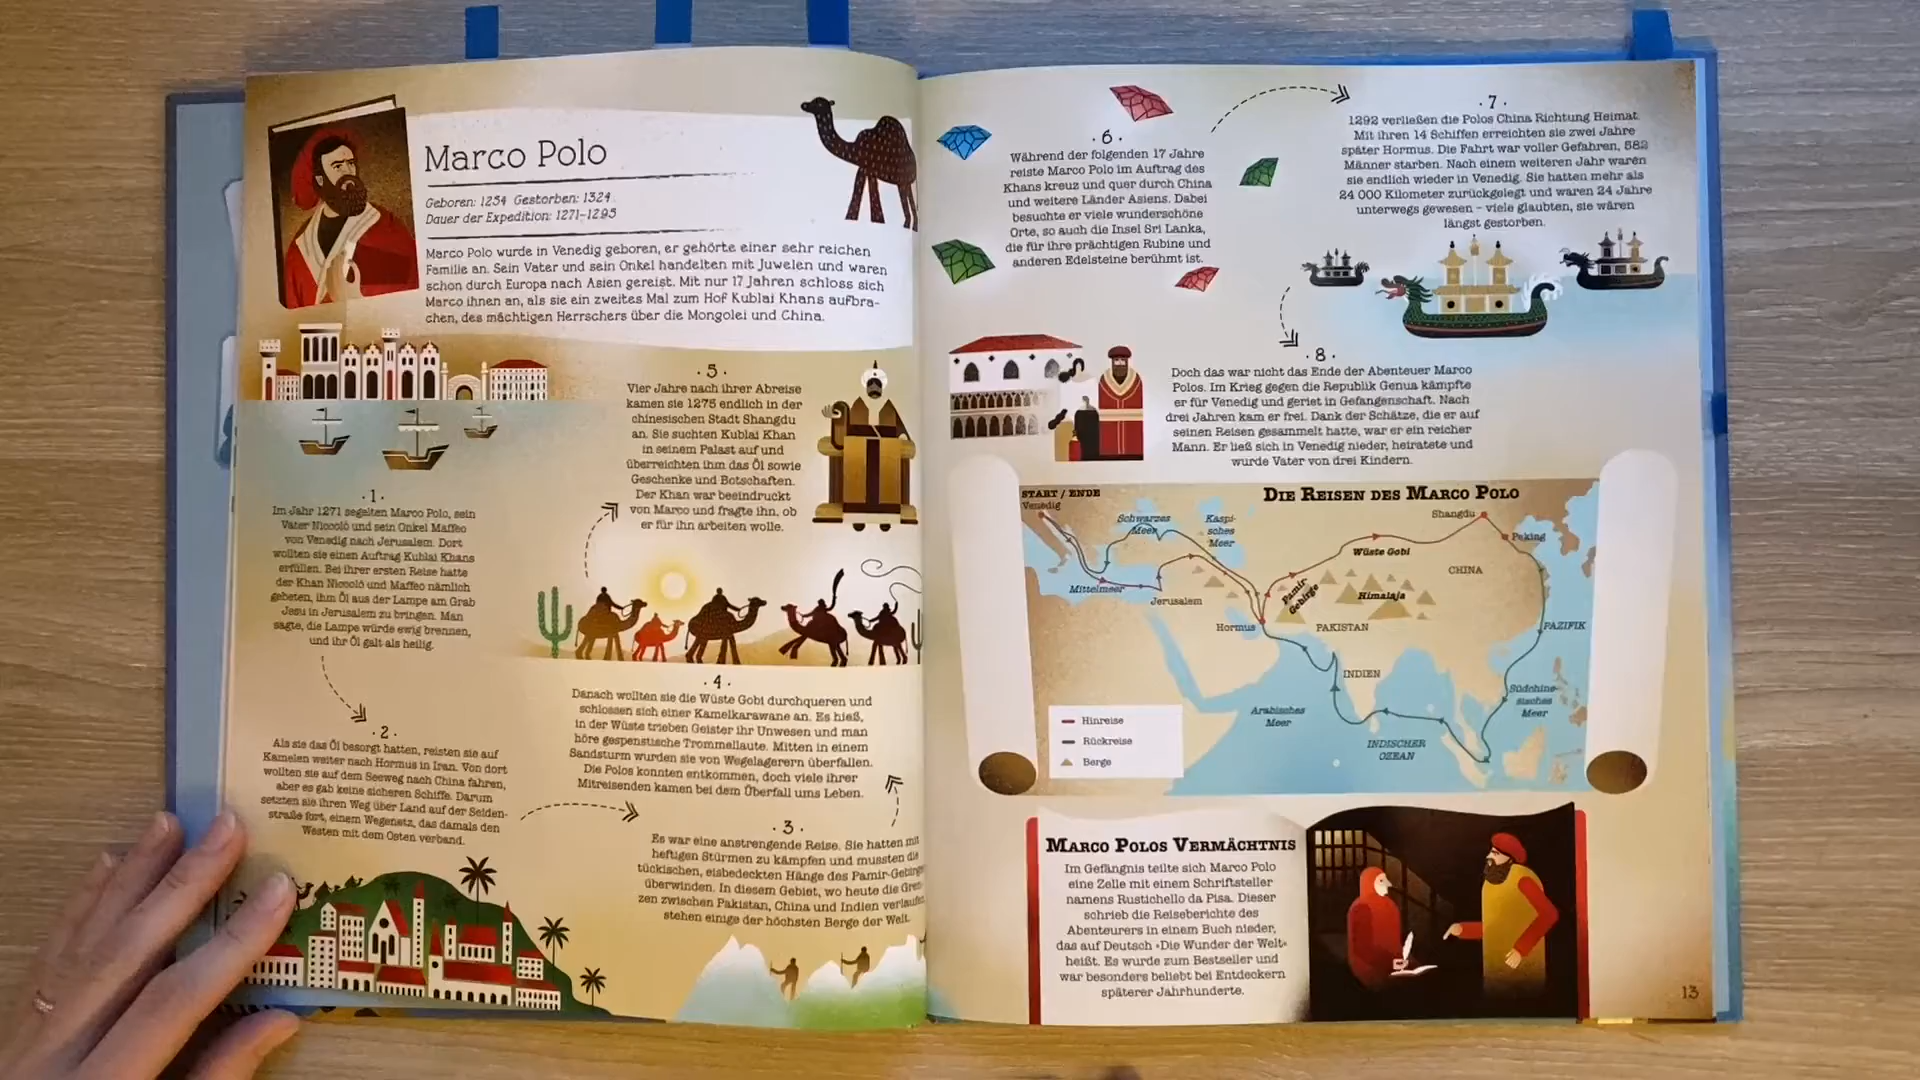 Marco Polo
Geboren: 1254 Gestorben: 1324
Dauer der Expedition: 1271–1295
Marco Polo wurde in Venedig geboren, er gehörte einer sehr reichen
Familie an. Sein Vater und sein Onkel handelten mit Juwelen und waren
schon durch Europa nach Asien gereist. Mit nur 17 Jahren schloss sich
Marco ihnen an, als sie ein zweites Mal zum Hof Kublai Khans aufbra-
chen, des mächtigen Herrschers über die Mongolei und China.
· 1 ·
Im Jahr 1271 segelten Marco Polo, sein
Vater Niccolò und sein Onkel Maffeo
von Venedig nach Jerusalem. Dort
wollten sie einen Auftrag Kublai Khans
erfüllen. Bei ihrer ersten Reise hatte
der Khan Niccolò und Maffeo nämlich
gebeten, ihm Öl aus der Lampe am Grab
Jesu in Jerusalem zu bringen. Man
sagte, die Lampe würde ewig brennen,
und ihr Öl galt als heilig.
· 2 ·
Als sie das Öl besorgt hatten, reisten sie auf
Kamelen weiter nach Hormus in Iran. Von dort
wollten sie auf dem Seeweg nach China fahren,
aber es gab keine sicheren Schiffe. Darum
setzten sie ihren Weg über Land auf der Seiden-
straße fort, einem Wegenetz, das damals den
Westen mit dem Osten verband.
· 3 ·
Es war eine anstrengende Reise. Sie hatten mit
heftigen Stürmen zu kämpfen und mussten die
tückischen, eisbedeckten Hänge des Pamir-Gebirges
überwinden. In diesem Gebiet, wo heute die Gren-
zen zwischen Pakistan, China und Indien verlaufen,
stehen einige der höchsten Berge der Welt.
· 4 ·
Danach wollten sie die Wüste Gobi durchqueren und
schlossen sich einer Kamelkarawane an. Es hieß,
in der Wüste trieben Geister ihr Unwesen und man
höre gespenstische Trommellaute. Mitten in einem
Sandsturm wurden sie von Wegelagerern überfallen.
Die Polos konnten entkommen, doch viele ihrer
Mitreisenden kamen bei dem Überfall ums Leben.
· 5 ·
Vier Jahre nach ihrer Abreise
kamen sie 1275 endlich in der
chinesischen Stadt Shangdu
an. Sie suchten Kublai Khan
in seinem Palast auf und
überreichten ihm das Öl sowie
Geschenke und Botschaften.
Der Khan war beeindruckt
von Marco und fragte ihn, ob
er für ihn arbeiten wolle.
· 6 ·
Während der folgenden 17 Jahre
reiste Marco Polo im Auftrag des
Khans kreuz und quer durch China
und weitere Länder Asiens. Dabei
besuchte er viele wunderschöne
Orte, so auch die Insel Sri Lanka,
die für ihre prächtigen Rubine und
anderen Edelsteine berühmt ist.
· 7 ·
1292 verließen die Polos China Richtung Heimat.
Mit ihren 14 Schiffen erreichten sie zwei Jahre
später Hormus. Die Fahrt war voller Gefahren, 582
Männer starben. Nach einem weiteren Jahr waren
sie endlich wieder in Venedig. Sie hatten mehr als
24 000 Kilometer zurückgelegt und waren 24 Jahre
unterwegs gewesen – viele glaubten, sie wären
längst gestorben.
· 8 ·
Doch das war nicht das Ende der Abenteuer Marco
Polos. Im Krieg gegen die Republik Genua kämpfte
er für Venedig und geriet in Gefangenschaft. Nach
drei Jahren kam er frei. Dank der Schätze, die er auf
seinen Reisen gesammelt hatte, war er ein reicher
Mann. Er ließ sich in Venedig nieder, heiratete und
wurde Vater von drei Kindern.
DIE REISEN DES MARCO POLO
START / ENDE
Venedig
Schwarzes
Meer
Kaspi-
sches
Meer
Shangdu
Peking
Wüste Gobi
CHINA
Mittelmeer
Jerusalem
Pamir-
Gebirge
Himalaja
Hormus
PAKISTAN
PAZIFIK
INDIEN
Arabisches
Meer
Südchine-
sisches
Meer
INDISCHER
OZEAN
Hinreise
Rückreise
Berge
MARCO POLOS VERMÄCHTNIS
Im Gefängnis teilte sich Marco Polo
eine Zelle mit einem Schriftsteller
namens Rustichello da Pisa. Dieser
schrieb die Reiseberichte des
Abenteurers in einem Buch nieder,
das auf Deutsch ›Die Wunder der Welt‹
heißt. Es wurde zum Bestseller und
war besonders beliebt bei Entdeckern
späterer Jahrhunderte.
13